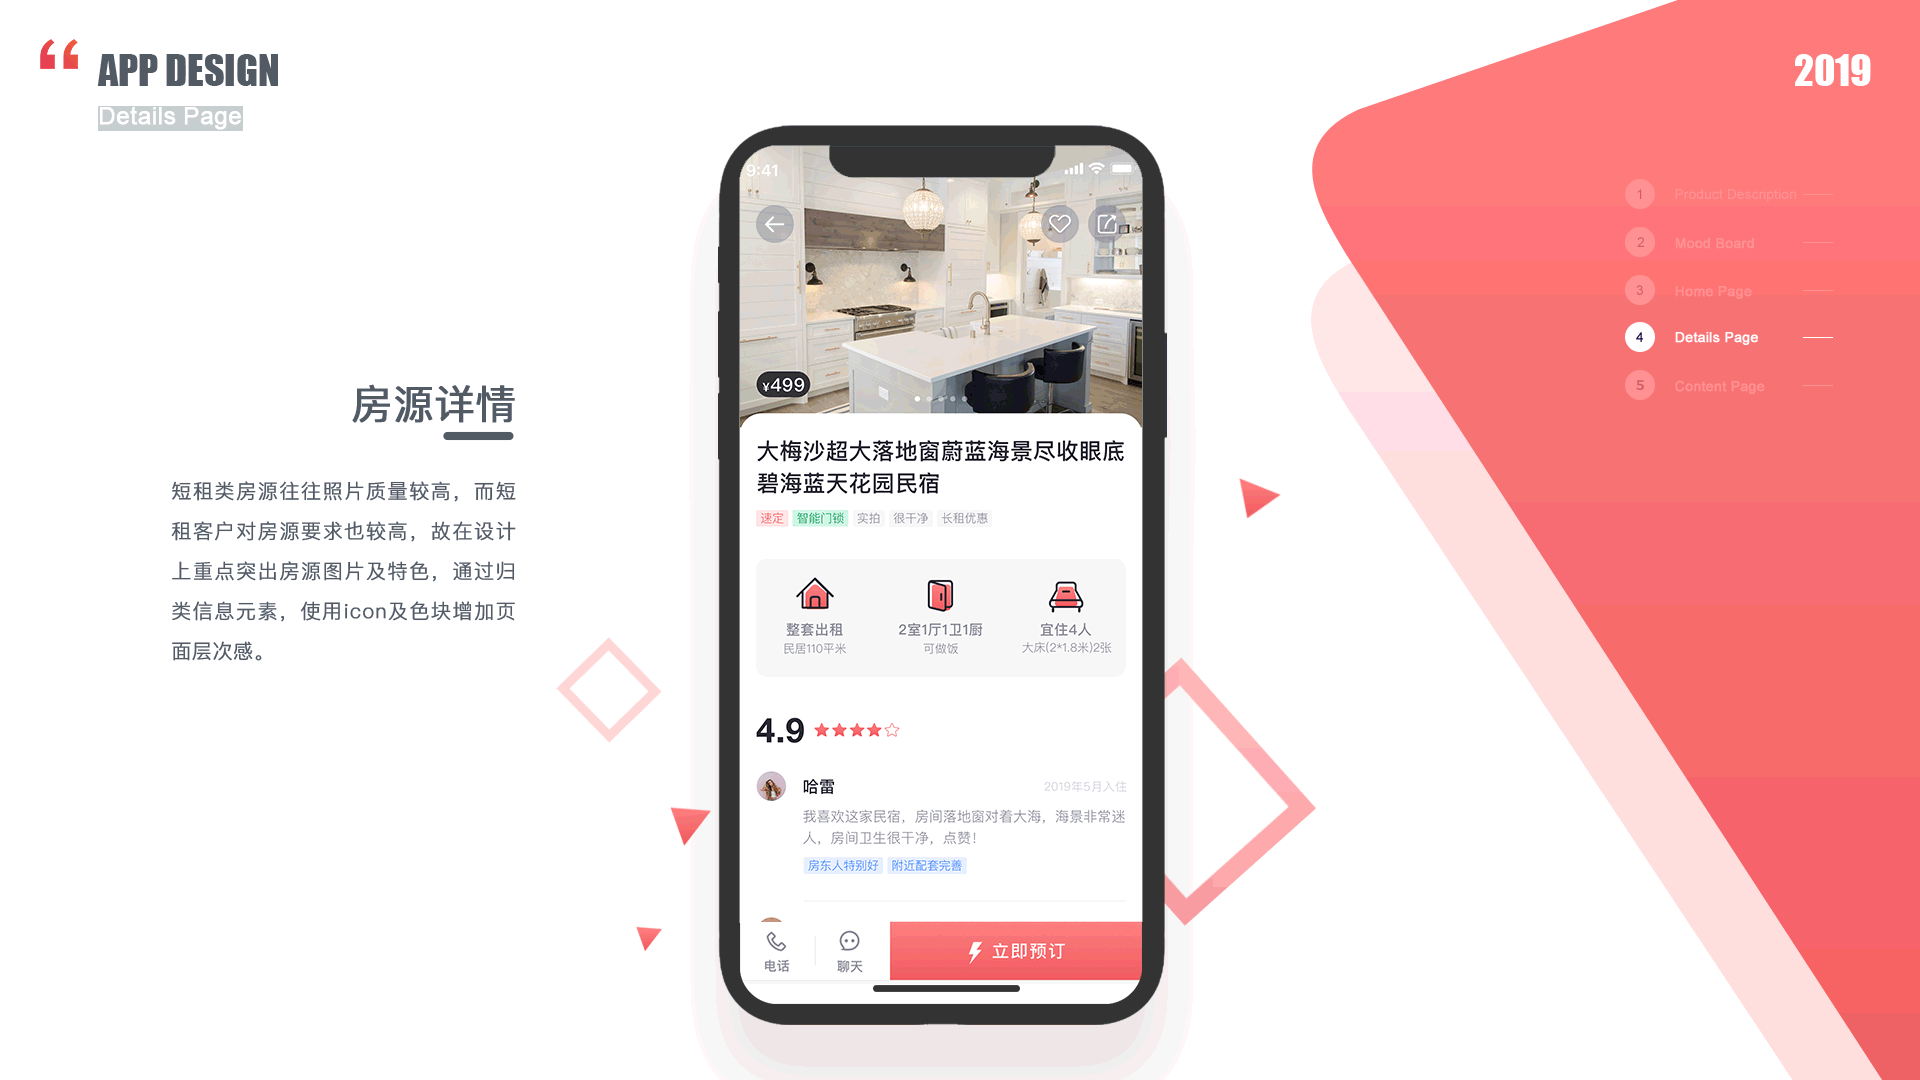 “
APP DESIGN
Details Page
2019
1 Product Description
2 Mood Board
3 Home Page
4 Details Page
5 Content Page
房源详情
短租类房源往往照片质量较高，而短
租客户对房源要求也较高，故在设计
上重点突出房源图片及特色，通过归
类信息元素，使用icon及色块增加页
面层次感。
9:41
¥499
大梅沙超大落地窗蔚蓝海景尽收眼底
碧海蓝天花园民宿
速定 智能门锁 实拍 很干净 长租优惠
整套出租 2室1厅1卫1厨 宜住4人
民居110平米 可做饭 大床(2*1.8米)2张
4.9
哈雷 2019年5月入住
我喜欢这家民宿，房间落地窗对着大海，海景非常迷
人，房间卫生很干净，点赞！
房东人特别好 附近配套完善
电话 聊天 立即预订